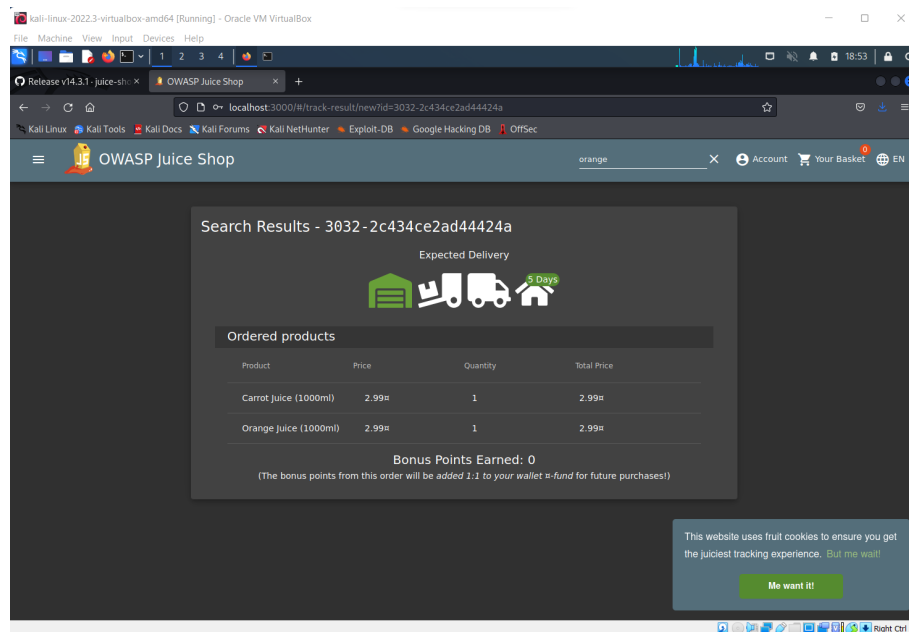 kali-linux-2022.3-virtualbox-amd64 [Running] - Oracle VM VirtualBox
File Machine View Input Devices Help
1 2 3 4 18:53
Release v14.3.1 · juice-sho × OWASP Juice Shop × +
localhost:3000/#/track-result/new?id=3032-2c434ce2ad44424a
Kali Linux Kali Tools Kali Docs Kali Forums Kali NetHunter Exploit-DB Google Hacking DB OffSec
OWASP Juice Shop orange × Account Your Basket 0 EN
Search Results - 3032-2c434ce2ad44424a
Expected Delivery
5 Days
Ordered products
Product Price Quantity Total Price
Carrot Juice (1000ml) 2.99¤ 1 2.99¤
Orange Juice (1000ml) 2.99¤ 1 2.99¤
Bonus Points Earned: 0
(The bonus points from this order will be added 1:1 to your wallet ¤-fund for future purchases!)
This website uses fruit cookies to ensure you get
the juiciest tracking experience. But me wait!
Me want it!
Right Ctrl